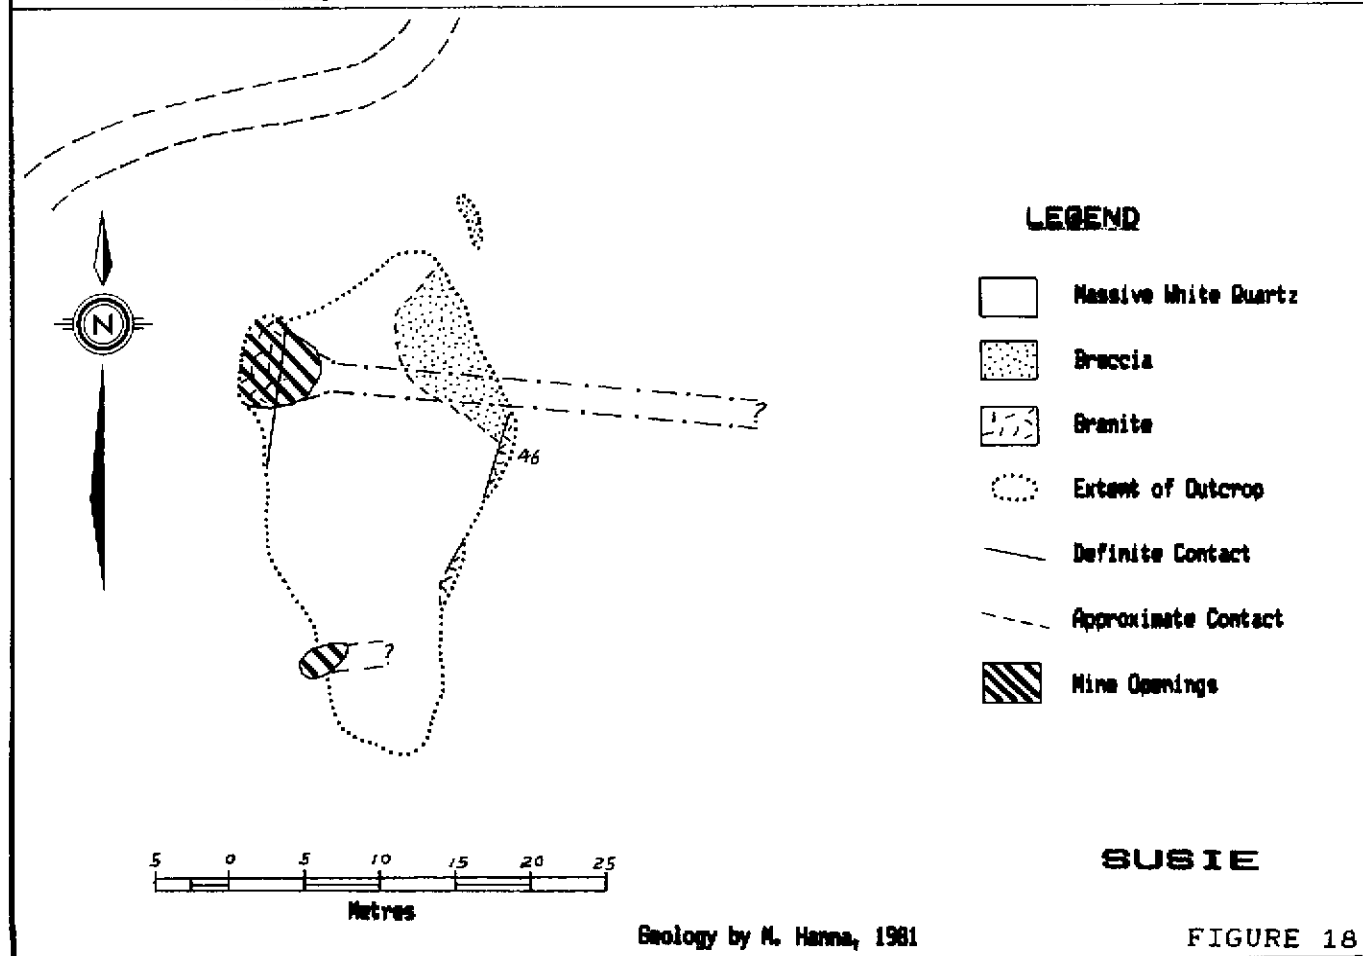 N
LEGEND
Massive White Quartz
Breccia
Granite
Extent of Outcrop
Definite Contact
Approximate Contact
Mine Openings
?
46
?
5 0 5 10 15 20 25
Metres
SUSIE
Geology by M. Hanna, 1981
FIGURE 18